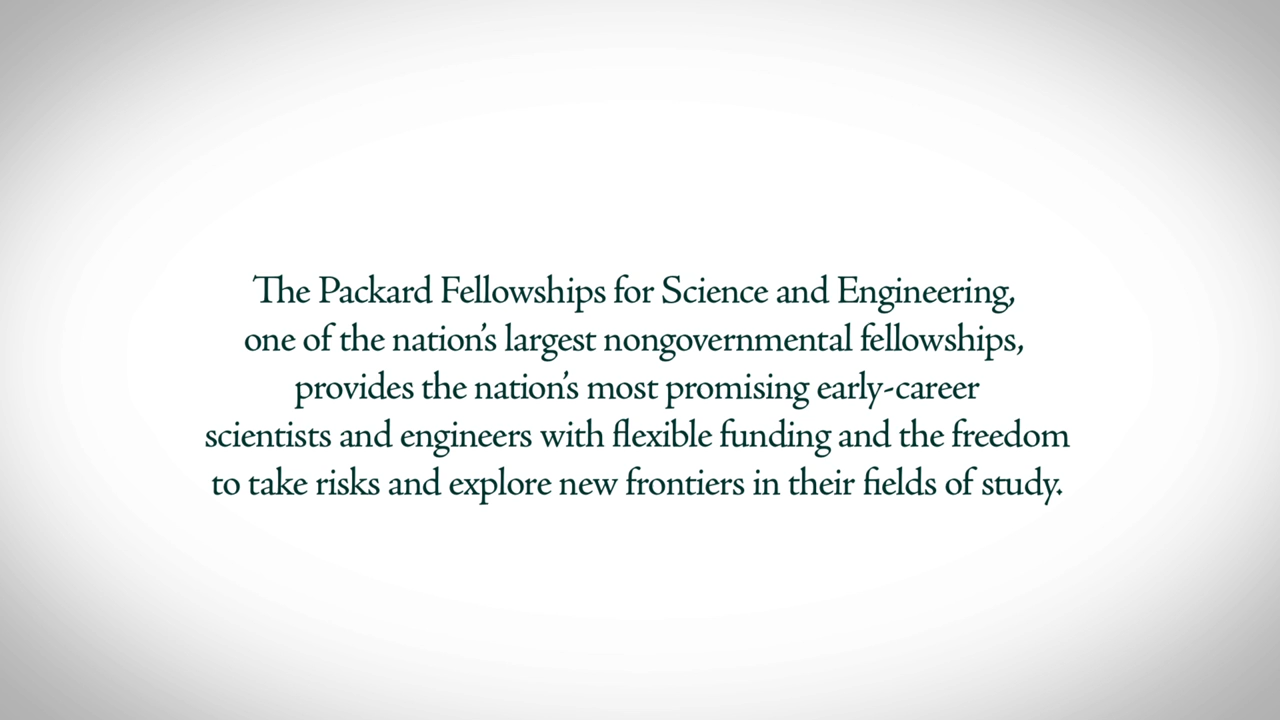 The Packard Fellowships for Science and Engineering,
one of the nation’s largest nongovernmental fellowships,
provides the nation’s most promising early-career
scientists and engineers with flexible funding and the freedom
to take risks and explore new frontiers in their fields of study.